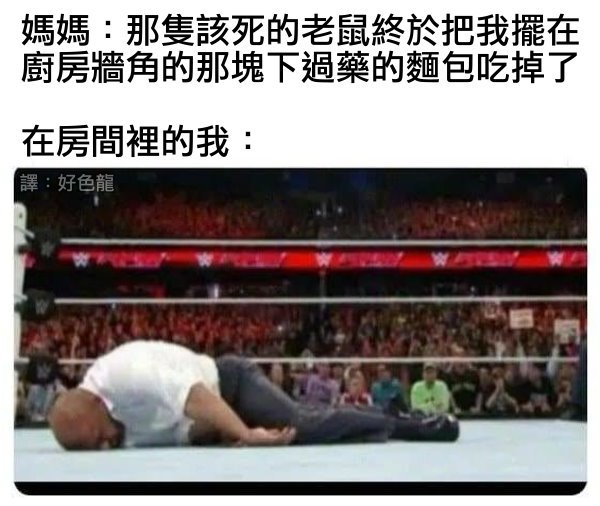 媽媽：那隻該死的老鼠終於把我擺在
廚房牆角的那塊下過藥的麵包吃掉了
在房間裡的我：
譯：好色龍